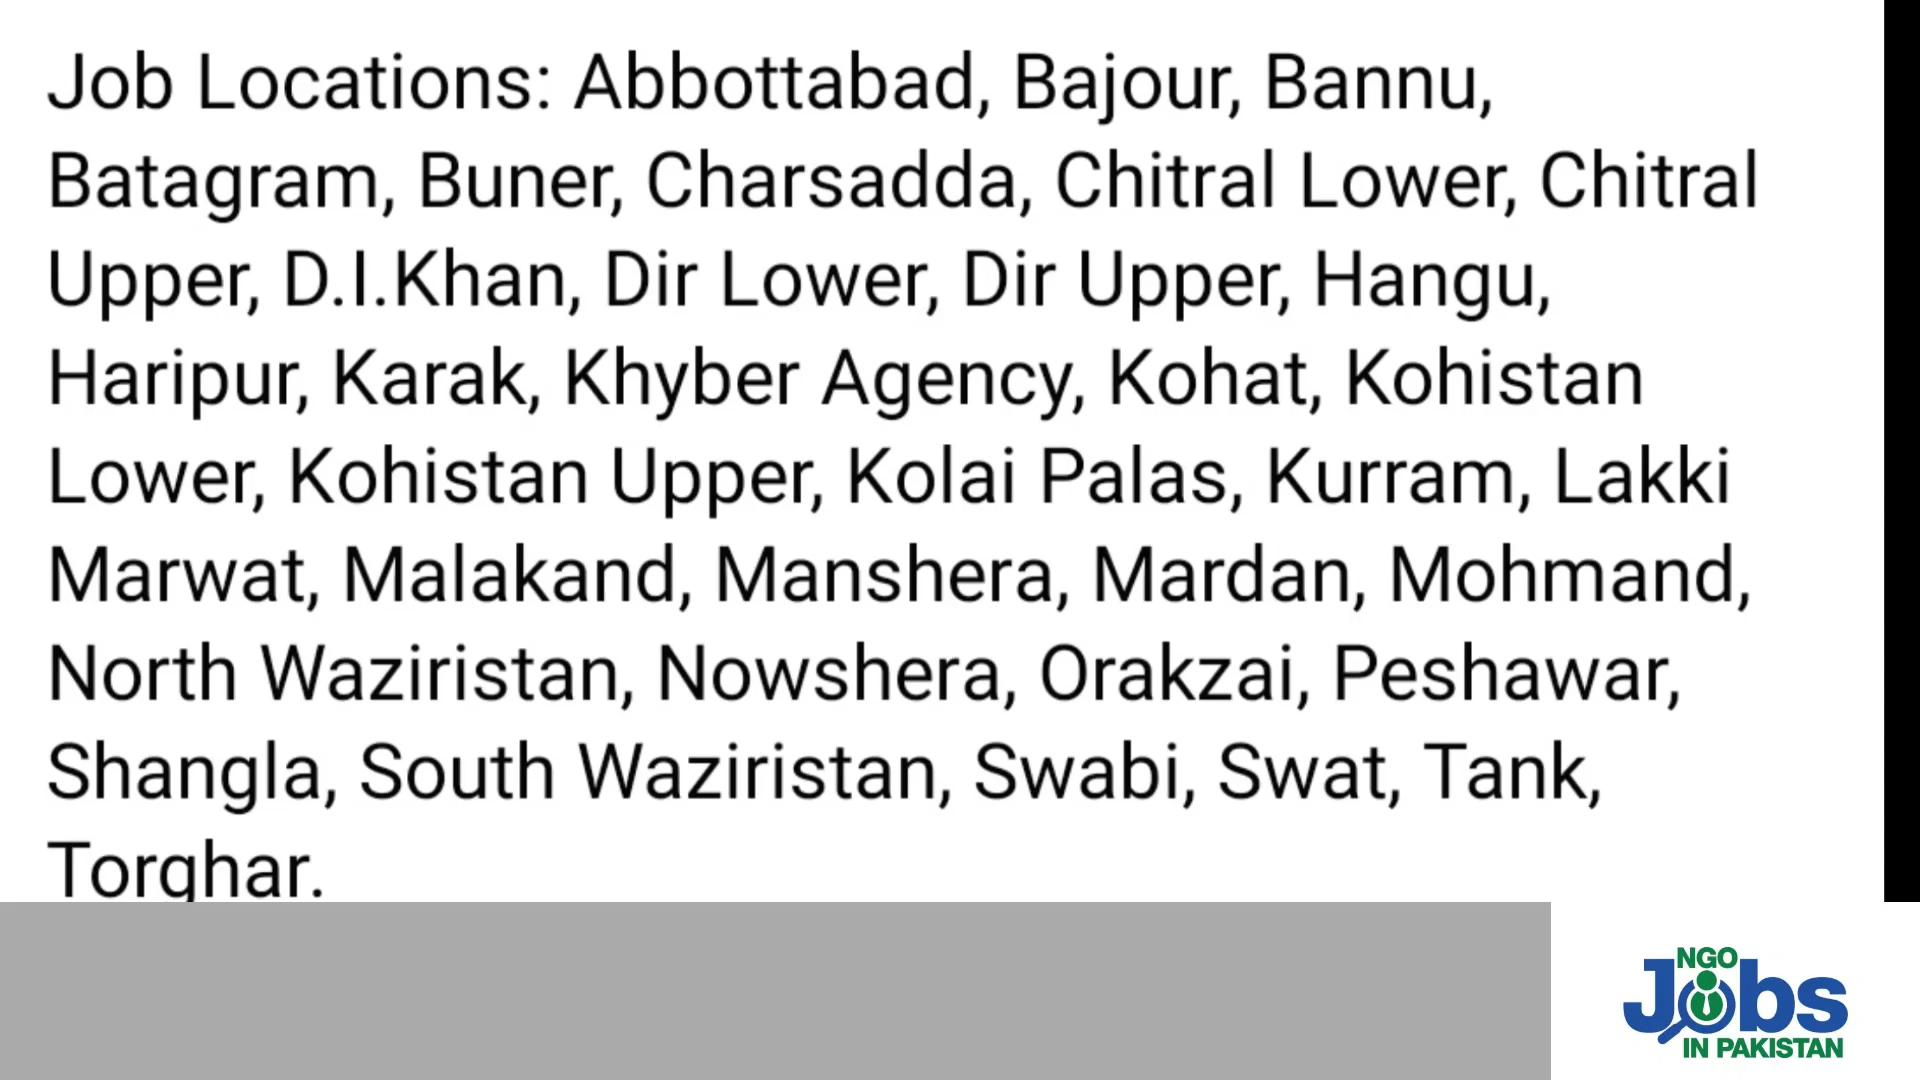 Job Locations: Abbottabad, Bajour, Bannu,
Batagram, Buner, Charsadda, Chitral Lower, Chitral
Upper, D.I.Khan, Dir Lower, Dir Upper, Hangu,
Haripur, Karak, Khyber Agency, Kohat, Kohistan
Lower, Kohistan Upper, Kolai Palas, Kurram, Lakki
Marwat, Malakand, Manshera, Mardan, Mohmand,
North Waziristan, Nowshera, Orakzai, Peshawar,
Shangla, South Waziristan, Swabi, Swat, Tank,
Torghar.
NGO
Jobs
IN PAKISTAN